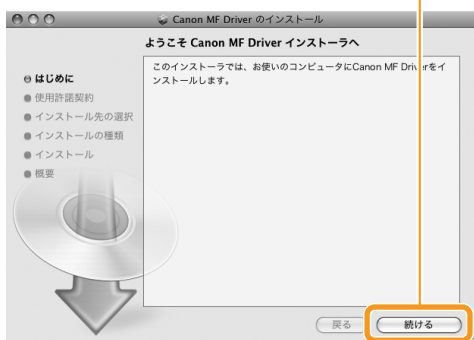 Canon MF Driver のインストール
ようこそ Canon MF Driver インストーラへ
はじめに
使用許諾契約
インストール先の選択
インストールの種類
インストール
概要
このインストーラでは、お使いのコンピュータにCanon MF Driverをイ
ンストールします。
戻る
続ける